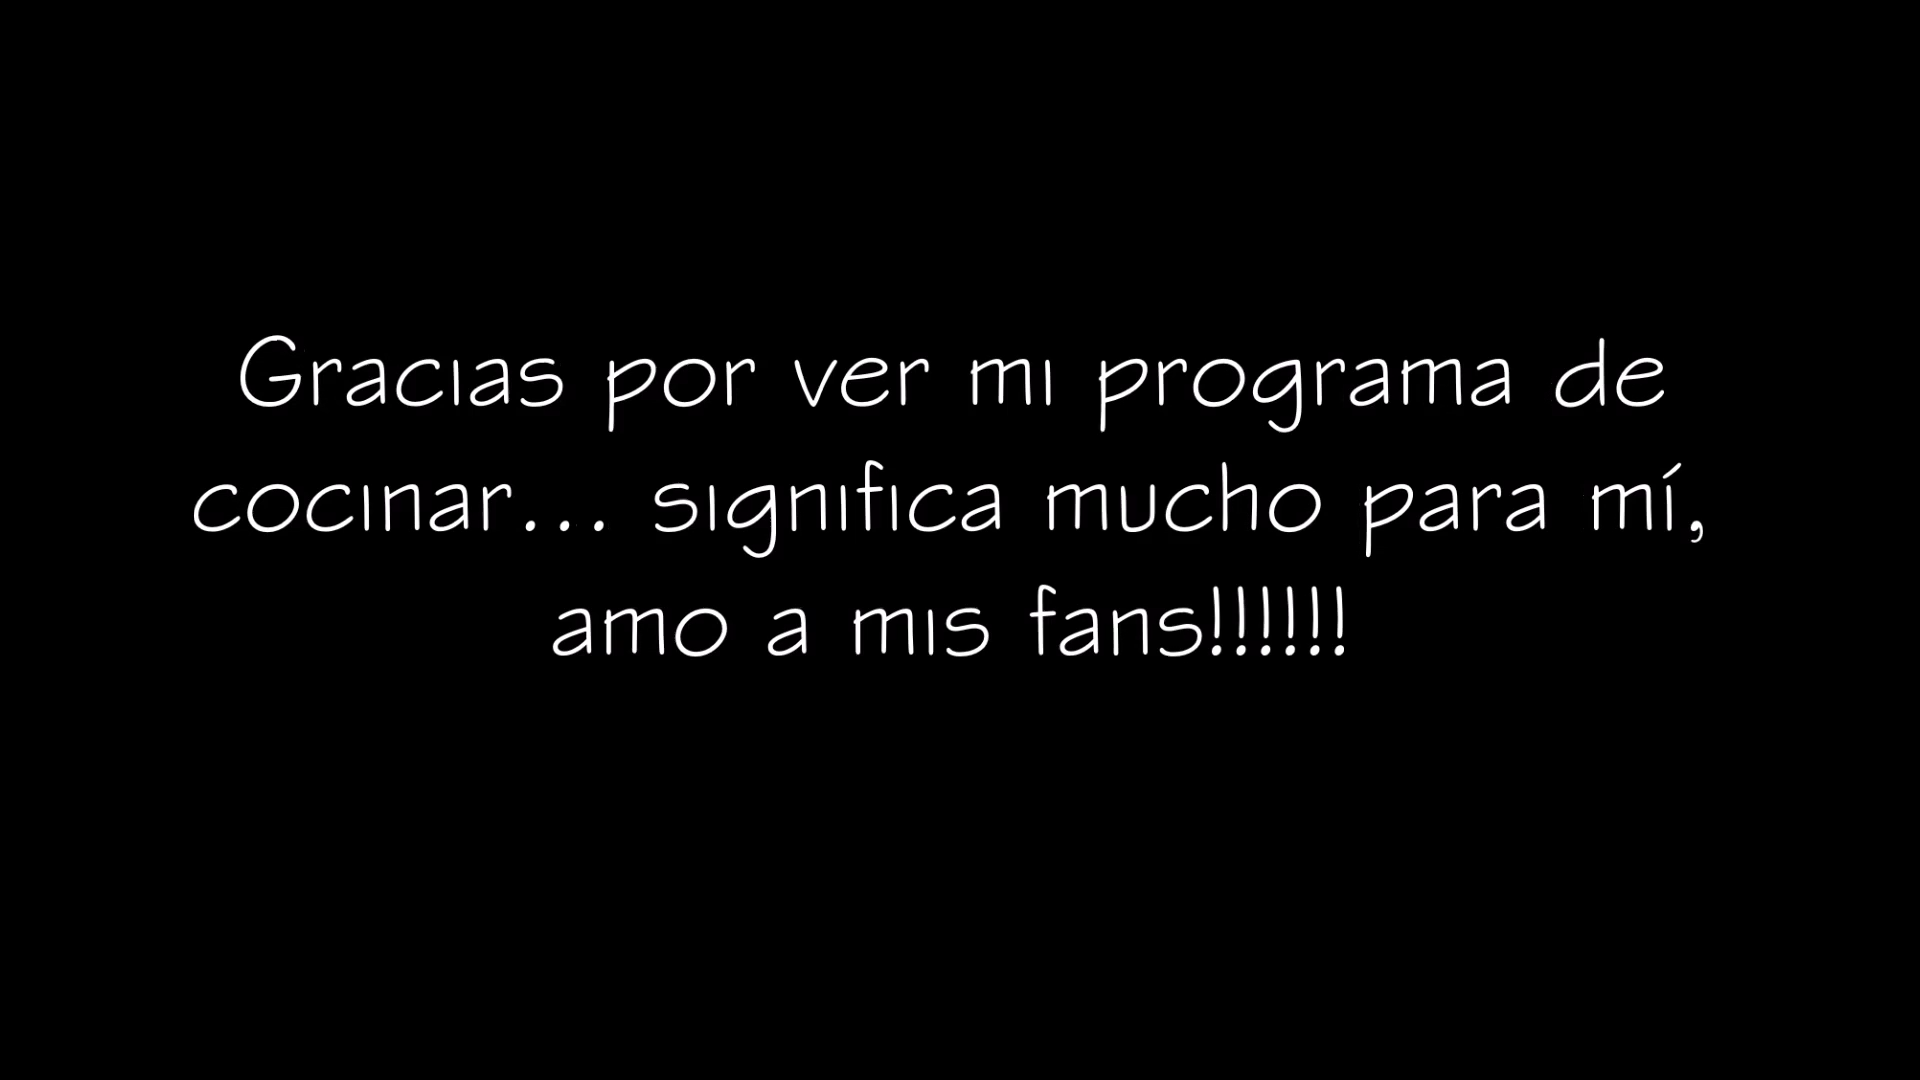 Gracias por ver mi programa de
cocinar... significa mucho para mí,
amo a mis fans!!!!!!